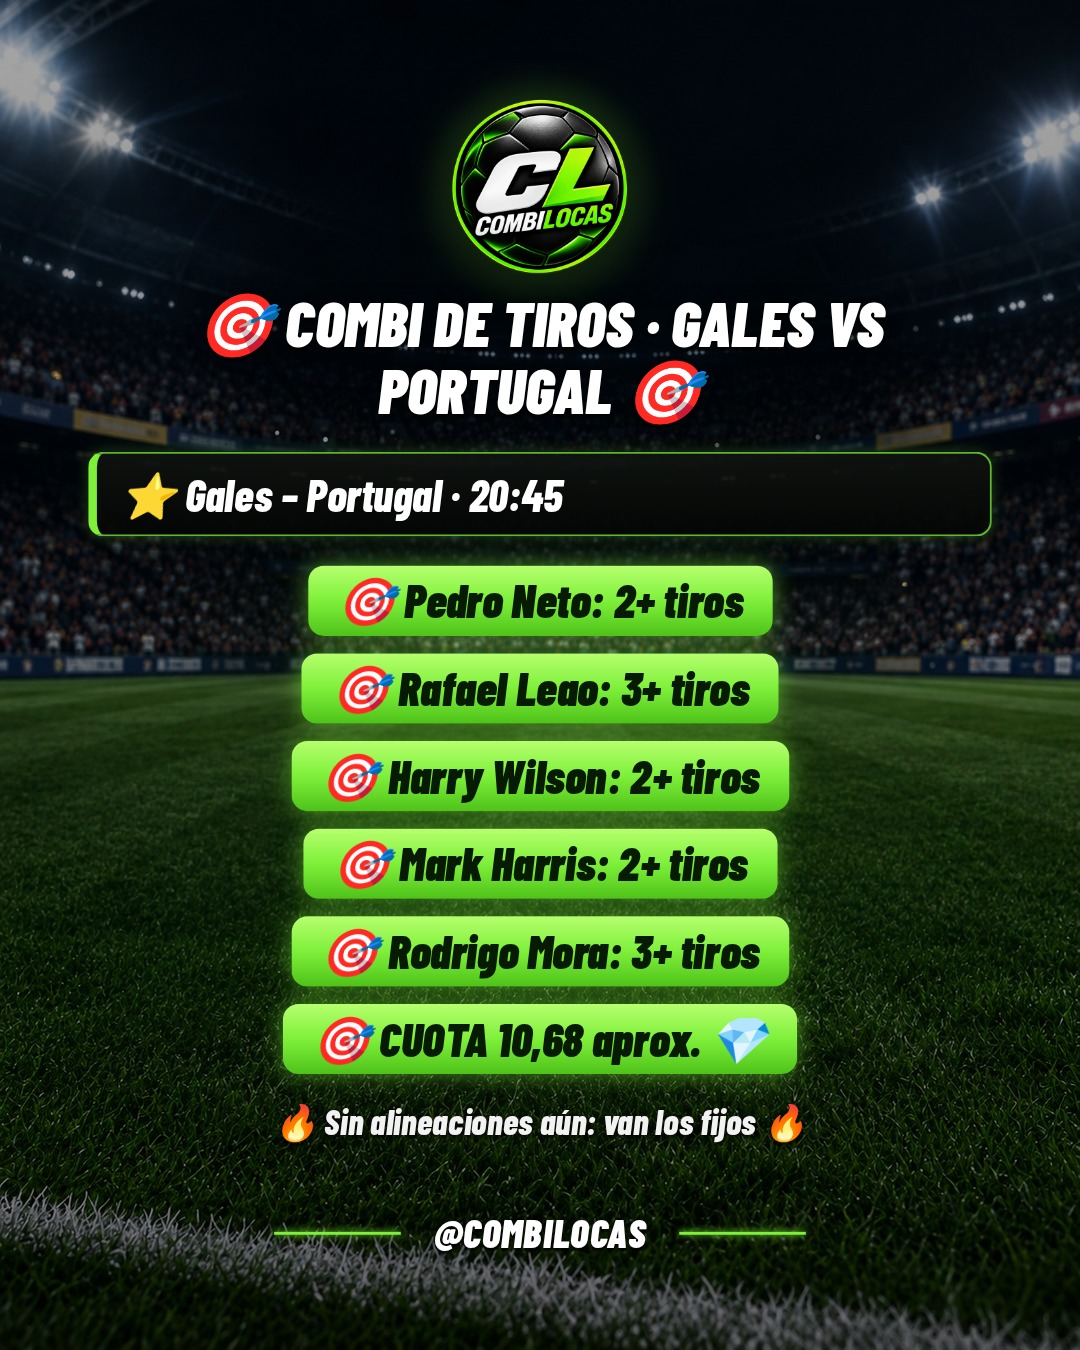 CL
COMBILOCAS
🎯 COMBI DE TIROS · GALES VS
PORTUGAL 🎯
⭐ Gales – Portugal · 20:45
🎯 Pedro Neto: 2+ tiros
🎯 Rafael Leao: 3+ tiros
🎯 Harry Wilson: 2+ tiros
🎯 Mark Harris: 2+ tiros
🎯 Rodrigo Mora: 3+ tiros
🎯 CUOTA 10,68 aprox. 💎
🔥 Sin alineaciones aún: van los fijos 🔥
@COMBILOCAS